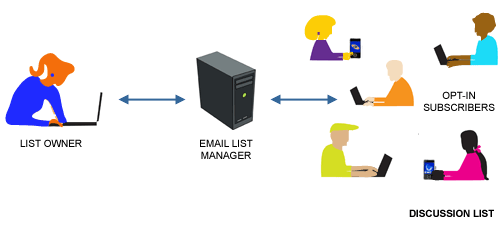 LIST OWNER
EMAIL LIST
MANAGER
OPT-IN
SUBSCRIBERS
DISCUSSION LIST